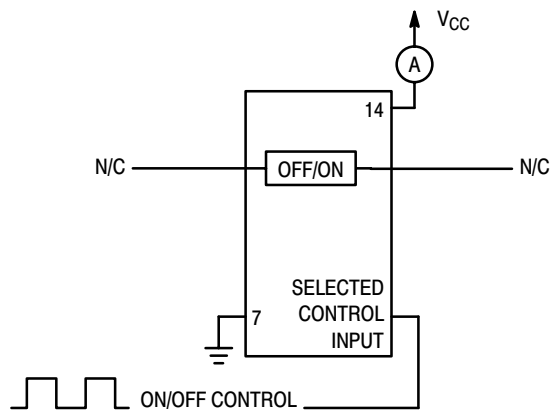 VCC
A
14
N/C
OFF/ON
N/C
SELECTED
CONTROL
INPUT
7
ON/OFF CONTROL